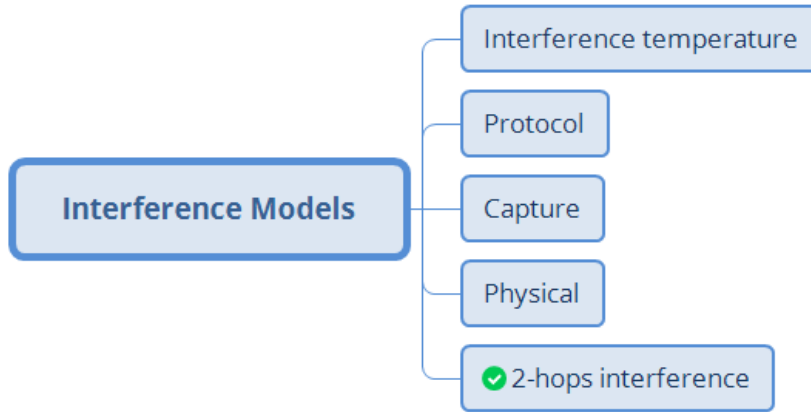 Interference temperature
Protocol
Capture
Interference Models
Physical
2-hops interference